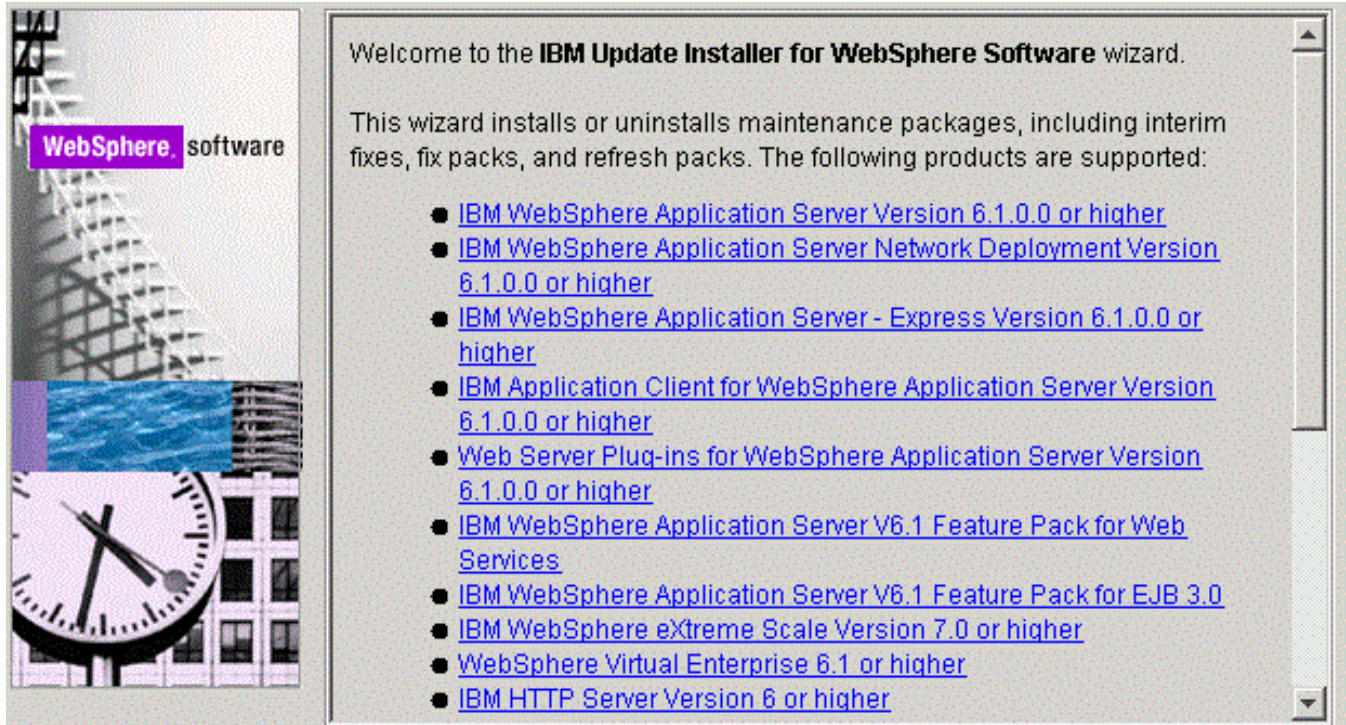 WebSphere. software
Welcome to the IBM Update Installer for WebSphere Software wizard.
This wizard installs or uninstalls maintenance packages, including interim
fixes, fix packs, and refresh packs. The following products are supported:
IBM WebSphere Application Server Version 6.1.0.0 or higher
IBM WebSphere Application Server Network Deployment Version
6.1.0.0 or higher
IBM WebSphere Application Server - Express Version 6.1.0.0 or
higher
IBM Application Client for WebSphere Application Server Version
6.1.0.0 or higher
Web Server Plug-ins for WebSphere Application Server Version
6.1.0.0 or higher
IBM WebSphere Application Server V6.1 Feature Pack for Web
Services
IBM WebSphere Application Server V6.1 Feature Pack for EJB 3.0
IBM WebSphere eXtreme Scale Version 7.0 or higher
WebSphere Virtual Enterprise 6.1 or higher
IBM HTTP Server Version 6 or higher